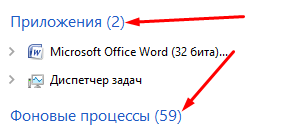 Приложения (2)
Microsoft Office Word (32 бита)...
Диспетчер задач
Фоновые процессы (59)